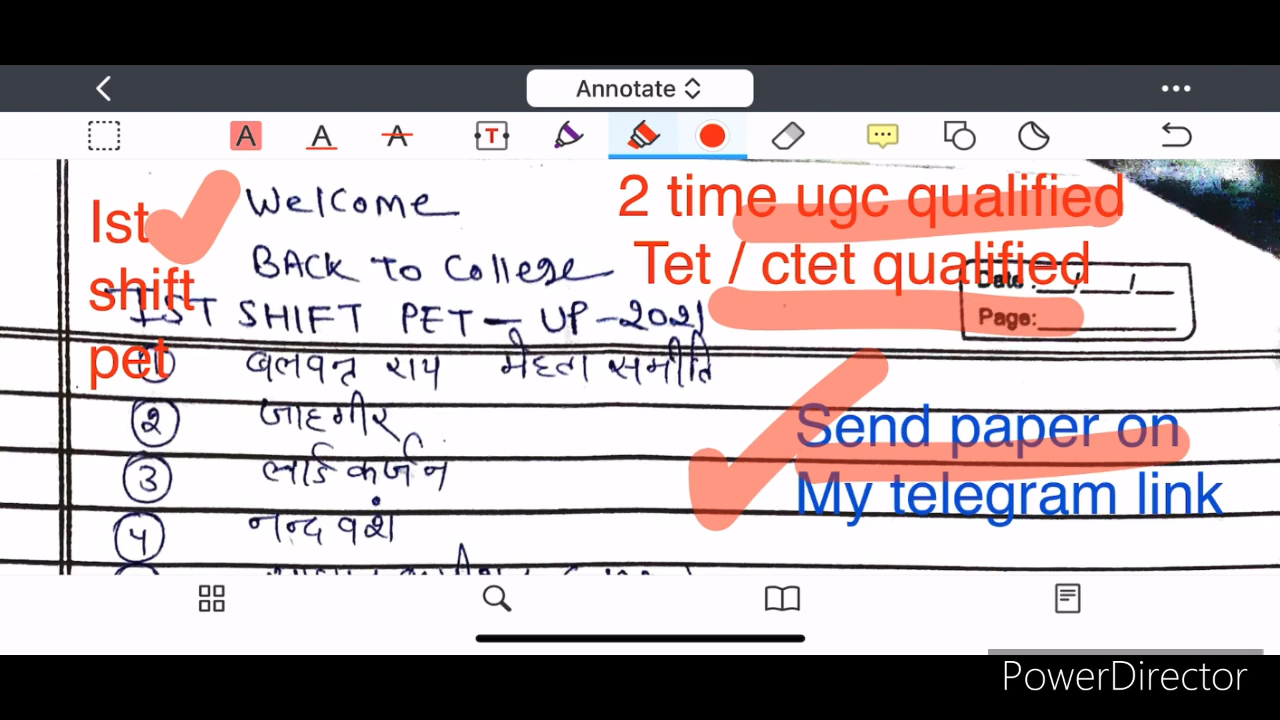 Annotate
Welcome
2 time ugc qualified
Ist
shift
pet
BACK To College
Tet / ctet qualified
Date: / /
Page:
IST SHIFT PET - UP - 2021
① बलवन्त राय मेहता समीति
② जाहगीर
③ लार्ड कर्जन
④ नन्द वंश
Send paper on
My telegram link
PowerDirector